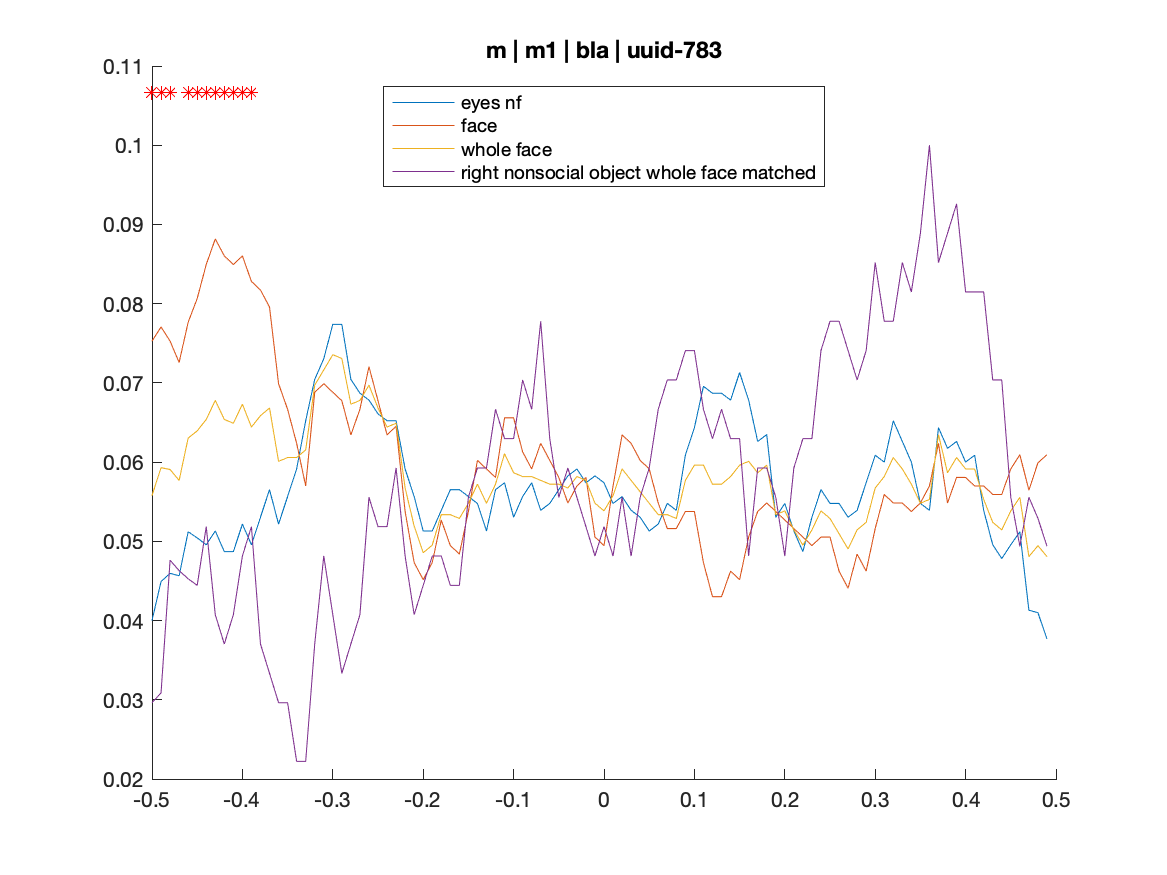 m | m1 | bla | uuid-783
0.11
0.1
0.09
0.08
0.07
0.06
0.05
0.04
0.03
0.02
eyes nf
face
whole face
right nonsocial object whole face matched
-0.5 -0.4 -0.3 -0.2 -0.1 0 0.1 0.2 0.3 0.4 0.5